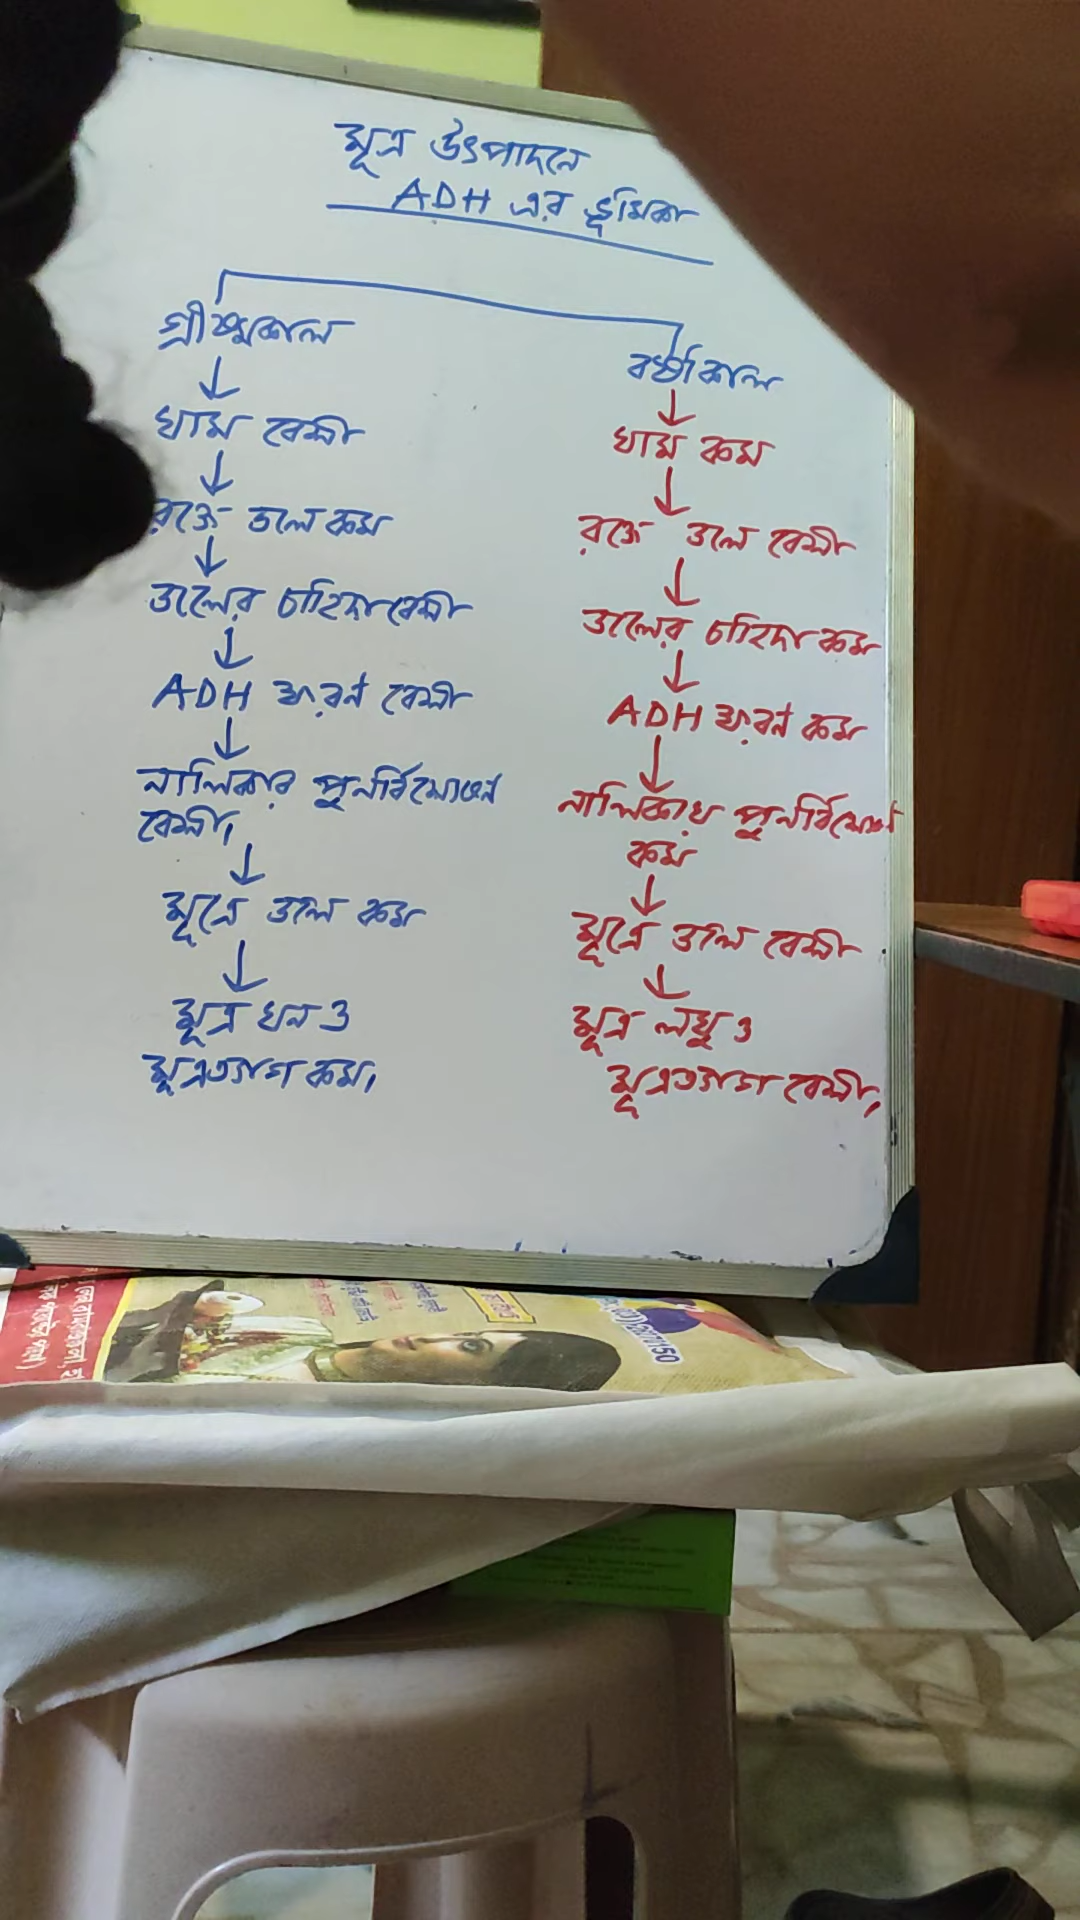 মূত্র উৎপাদনে
ADH এর ভূমিকা
গ্রীষ্মকাল
ঘাম বেশী
রক্তে জল কম
জলের চাহিদা বেশী
ADH ক্ষরণ বেশী
নালিকার পুনর্বিশোষণ
বেশী।
মূত্রে জল কম
মূত্র ঘন ও
মূত্রত্যাগ কম।
বর্ষাকাল
ঘাম কম
রক্তে জল বেশী
জলের চাহিদা কম
ADH ক্ষরণ কম
নালিকায় পুনর্বিশোষণ
কম
মূত্রে জল বেশী
মূত্র লঘু ও
মূত্রত্যাগ বেশী।